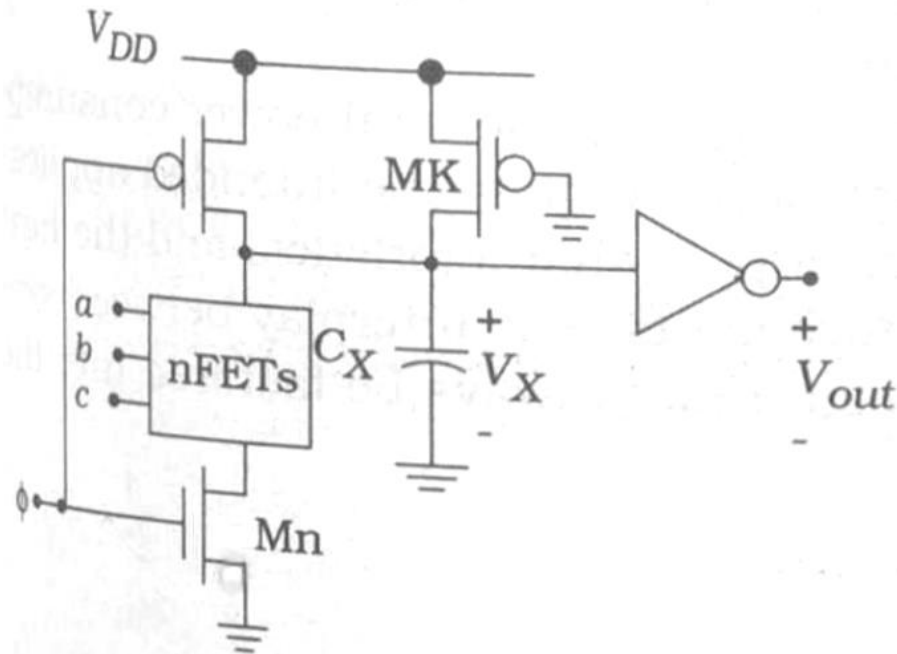 V_DD
MK
a
b
c
nFETs
C_X
+
V_X
-
+
V_out
-
ϕ
Mn